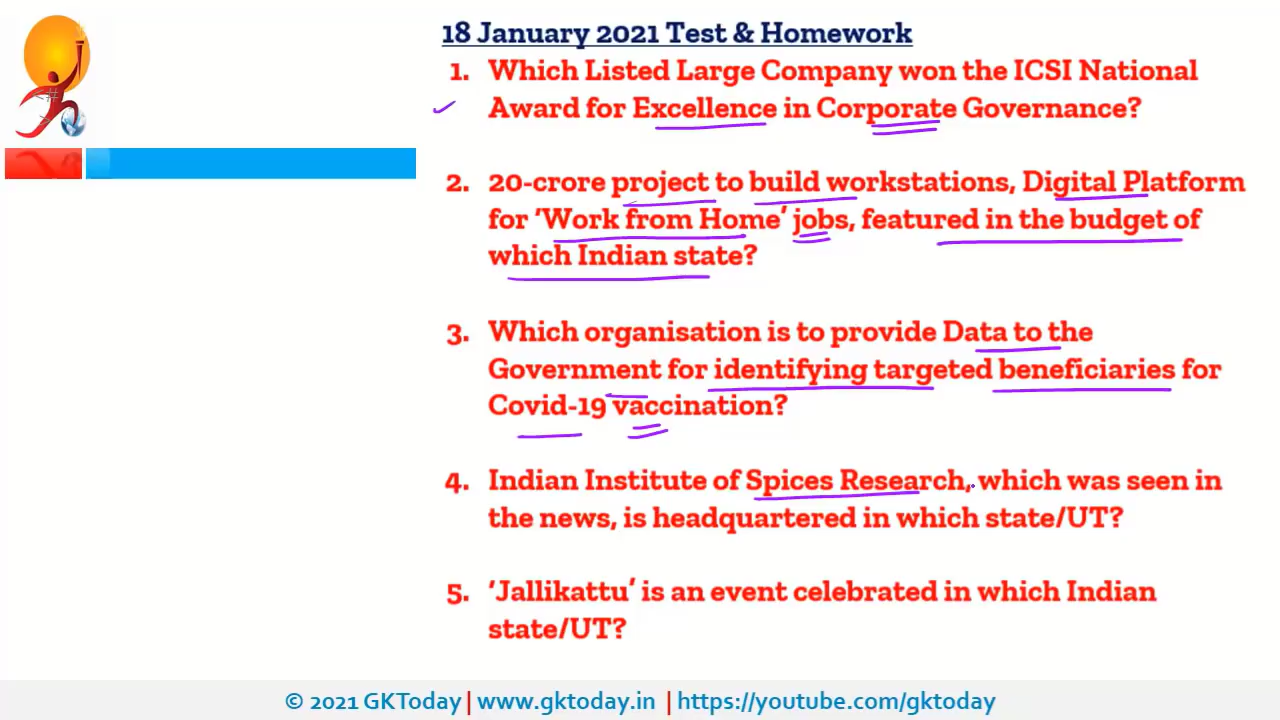 18 January 2021 Test & Homework
1. Which Listed Large Company won the ICSI National
Award for Excellence in Corporate Governance?
2. 20-crore project to build workstations, Digital Platform
for ‘Work from Home’ jobs, featured in the budget of
which Indian state?
3. Which organisation is to provide Data to the
Government for identifying targeted beneficiaries for
Covid-19 vaccination?
4. Indian Institute of Spices Research, which was seen in
the news, is headquartered in which state/UT?
5. ‘Jallikattu’ is an event celebrated in which Indian
state/UT?
© 2021 GKToday | www.gktoday.in | https://youtube.com/gktoday